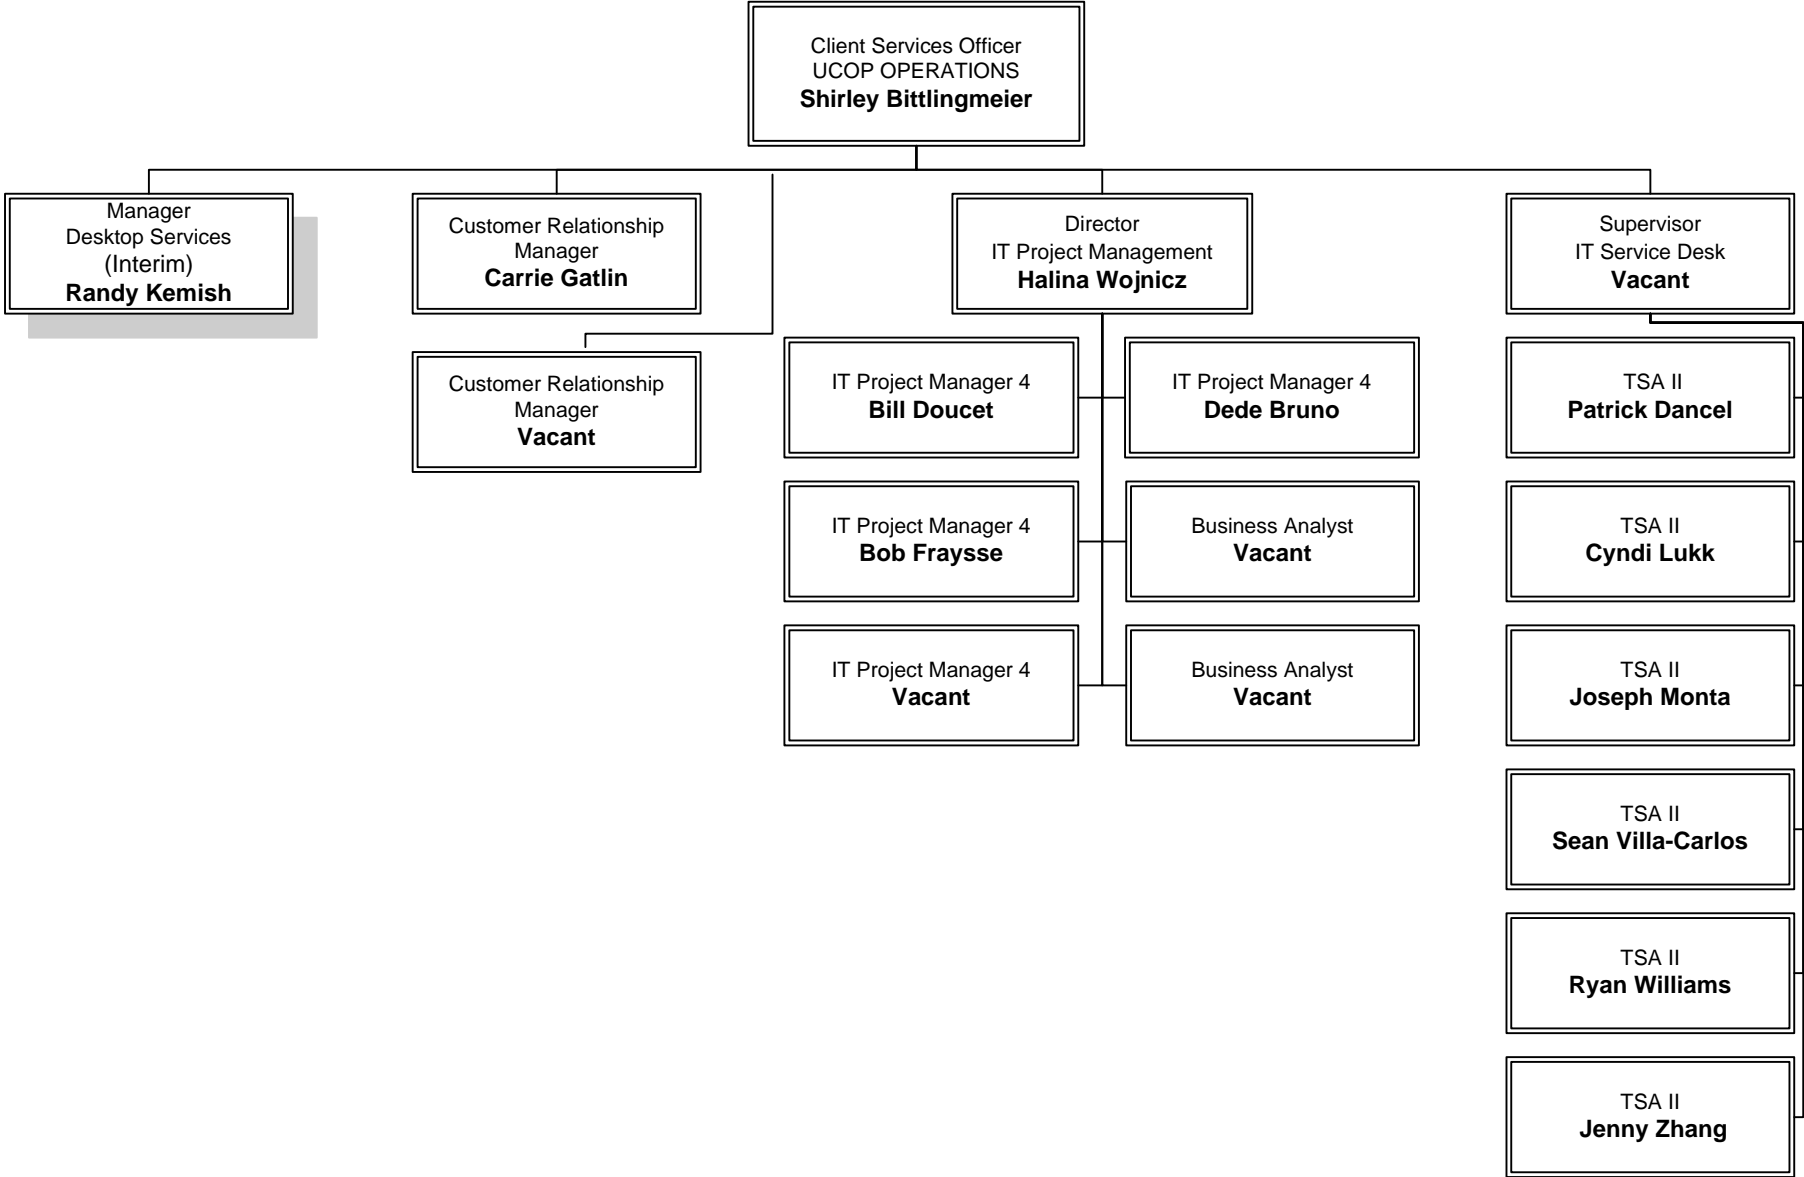 Client Services Officer
UCOP OPERATIONS
Shirley Bittlingmeier
Manager
Desktop Services
(Interim)
Randy Kemish
Customer Relationship
Manager
Carrie Gatlin
Customer Relationship
Manager
Vacant
Director
IT Project Management
Halina Wojnicz
IT Project Manager 4
Bill Doucet
IT Project Manager 4
Dede Bruno
IT Project Manager 4
Bob Fraysse
Business Analyst
Vacant
IT Project Manager 4
Vacant
Business Analyst
Vacant
Supervisor
IT Service Desk
Vacant
TSA II
Patrick Dancel
TSA II
Cyndi Lukk
TSA II
Joseph Monta
TSA II
Sean Villa-Carlos
TSA II
Ryan Williams
TSA II
Jenny Zhang